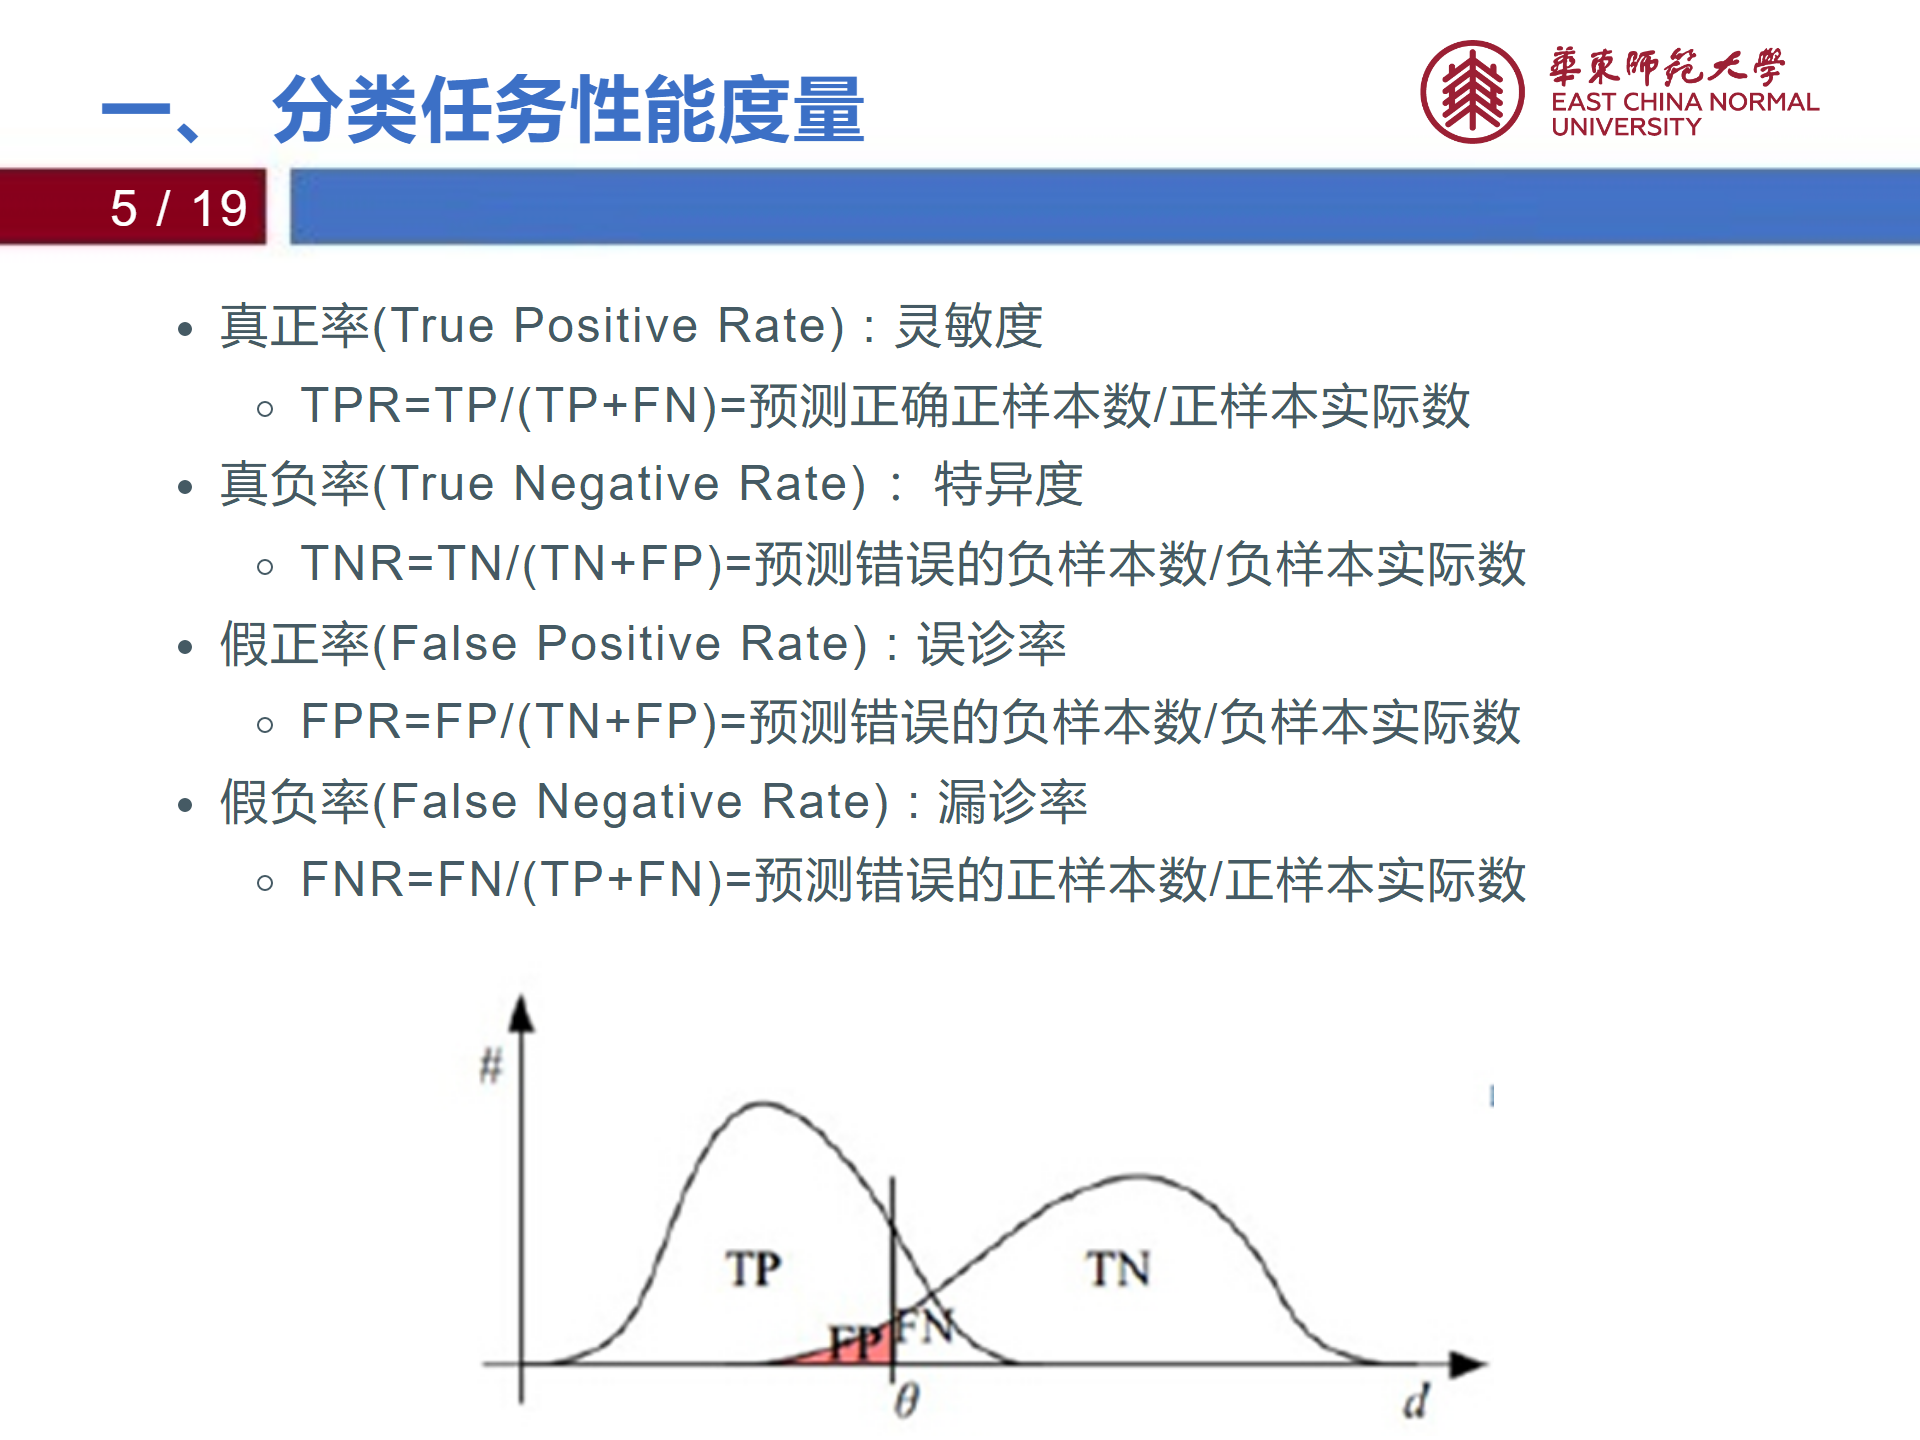 一、 分类任务性能度量
華東師範大學
EAST CHINA NORMAL
UNIVERSITY
5 / 19
• 真正率(True Positive Rate) : 灵敏度
○ TPR=TP/(TP+FN)=预测正确正样本数/正样本实际数
• 真负率(True Negative Rate) : 特异度
○ TNR=TN/(TN+FP)=预测错误的负样本数/负样本实际数
• 假正率(False Positive Rate) : 误诊率
○ FPR=FP/(TN+FP)=预测错误的负样本数/负样本实际数
• 假负率(False Negative Rate) : 漏诊率
○ FNR=FN/(TP+FN)=预测错误的正样本数/正样本实际数
#
TP
TN
FP
FN
θ
d